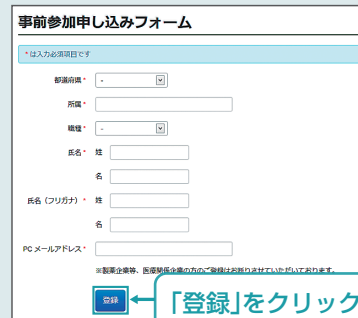 事前参加申し込みフォーム
*は入力必須項目です
都道府県* -
所属*
職種* -
氏名* 姓
名
氏名（フリガナ）* 姓
名
PCメールアドレス*
※製薬企業等、医療関係企業の方のご登録はお断りさせていただいております。
登録
「登録」をクリック